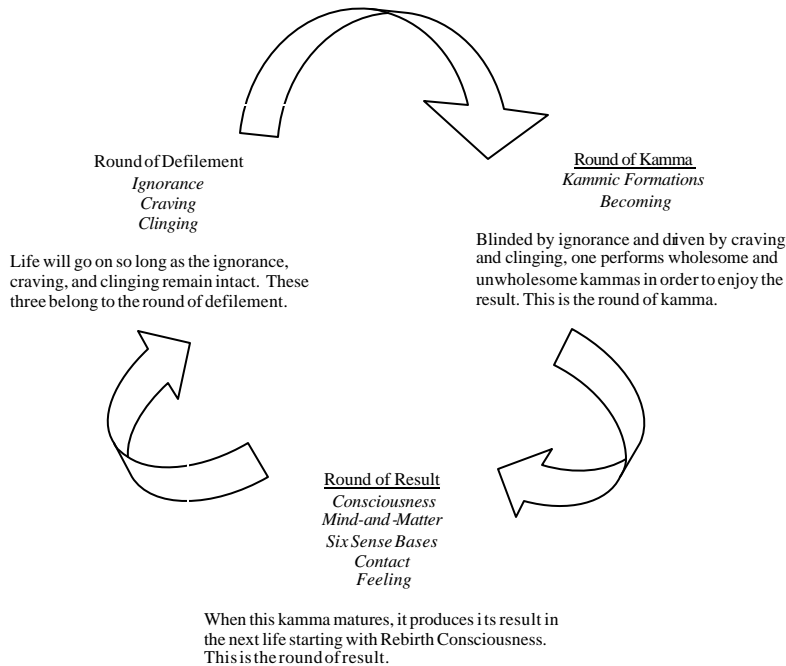 Round of Defilement
Ignorance
Craving
Clinging
Life will go on so long as the ignorance,
craving, and clinging remain intact. These
three belong to the round of defilement.
Round of Kamma
Kammic Formations
Becoming
Blinded by ignorance and driven by craving
and clinging, one performs wholesome and
unwholesome kammas in order to enjoy the
result. This is the round of kamma.
Round of Result
Consciousness
Mind-and-Matter
Six Sense Bases
Contact
Feeling
When this kamma matures, it produces its result in
the next life starting with Rebirth Consciousness.
This is the round of result.